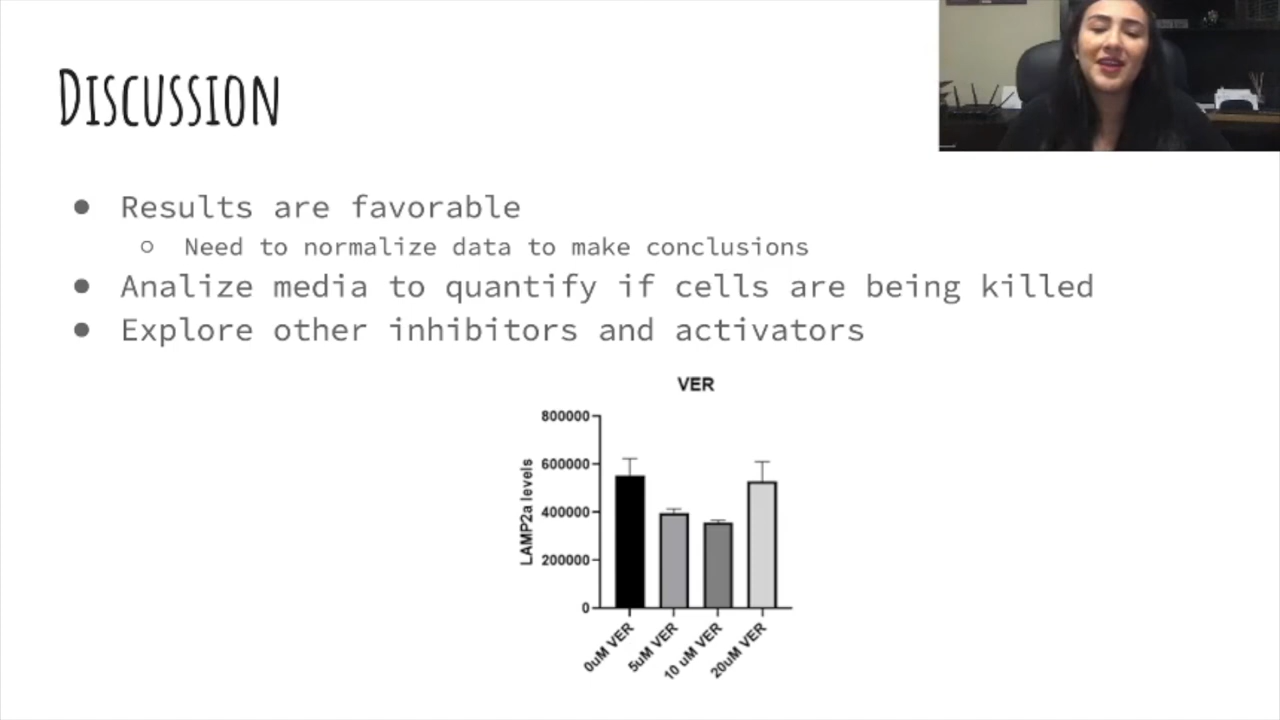 Discussion
● Results are favorable
○ Need to normalize data to make conclusions
● Analize media to quantify if cells are being killed
● Explore other inhibitors and activators
VER
800000
600000
400000
200000
0
LAMP2a levels
0uM VER
5uM VER
10 uM VER
20uM VER